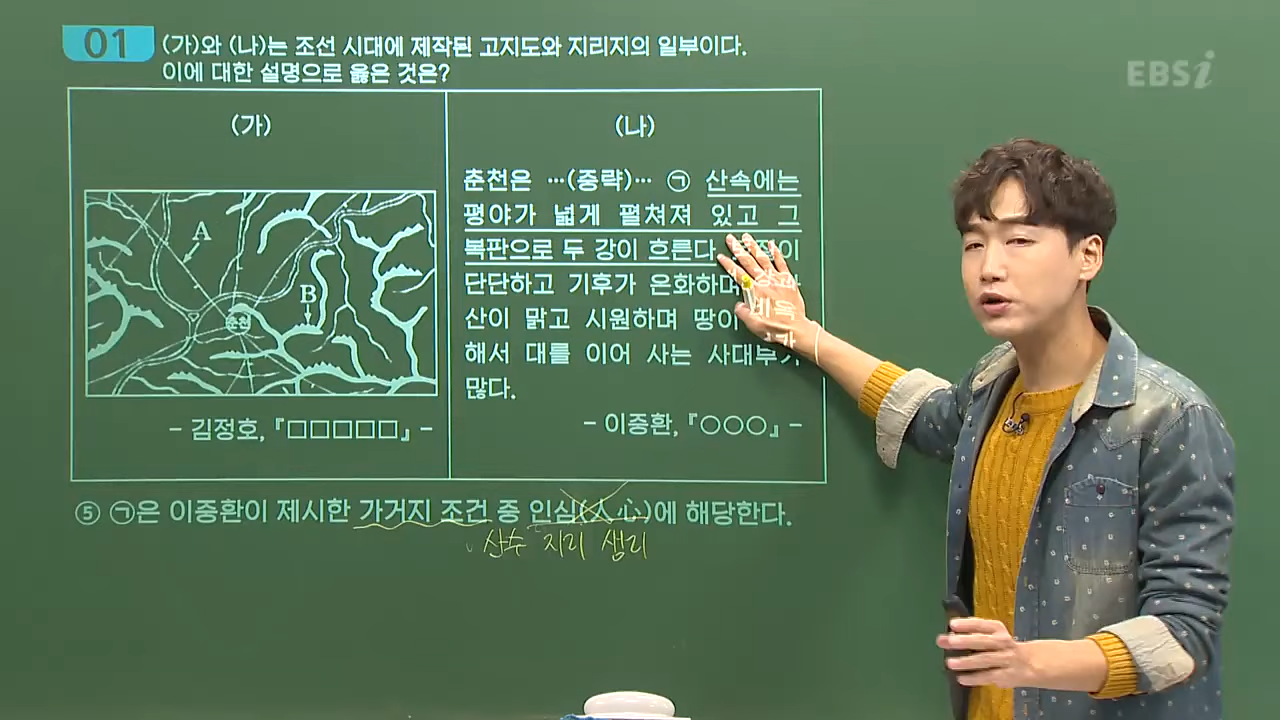 01
(가)와 (나)는 조선 시대에 제작된 고지도와 지리지의 일부이다.
이에 대한 설명으로 옳은 것은?
EBSi
(가)
A
B
춘천
- 김정호, 『□□□□□』 -
(나)
춘천은 …(중략)… ㉠ 산속에는
평야가 넓게 펼쳐져 있고 그
복판으로 두 강이 흐른다.
단단하고 기후가 온화하며
산이 맑고 시원하며 땅이
해서 대를 이어 사는 사대부가
많다.
- 이중환, 『○○○』 -
⑤ ㉠은 이중환이 제시한 가거지 조건 중 인심(人心)에 해당한다.
산수 지리 생리